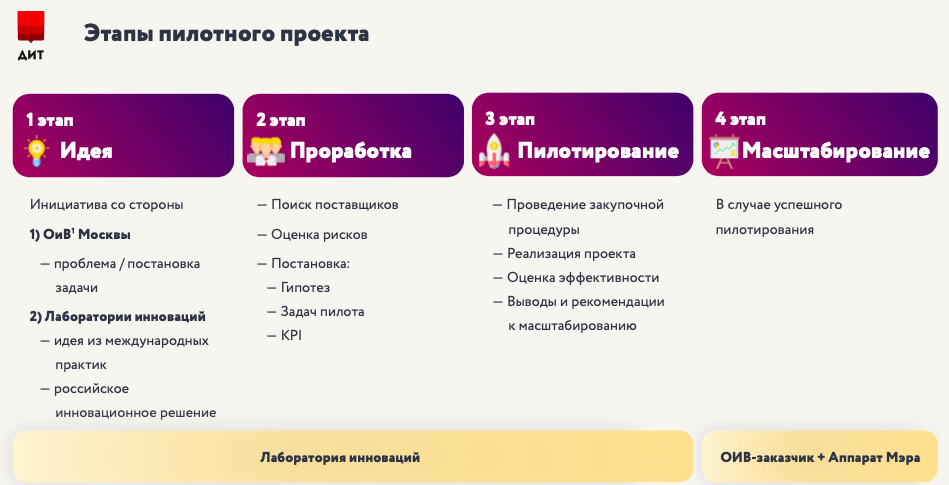 ДИТ
Этапы пилотного проекта
1 этап
Идея
Инициатива со стороны
1) ОиВ¹ Москвы
— проблема / постановка
задачи
2) Лаборатории инноваций
— идея из международных
практик
— российское
инновационное решение
2 этап
Проработка
— Поиск поставщиков
— Оценка рисков
— Постановка:
— Гипотез
— Задач пилота
— KPI
3 этап
Пилотирование
— Проведение закупочной
процедуры
— Реализация проекта
— Оценка эффективности
— Выводы и рекомендации
к масштабированию
4 этап
Масштабирование
В случае успешного
пилотирования
Лаборатория инноваций
ОИВ-заказчик + Аппарат Мэра